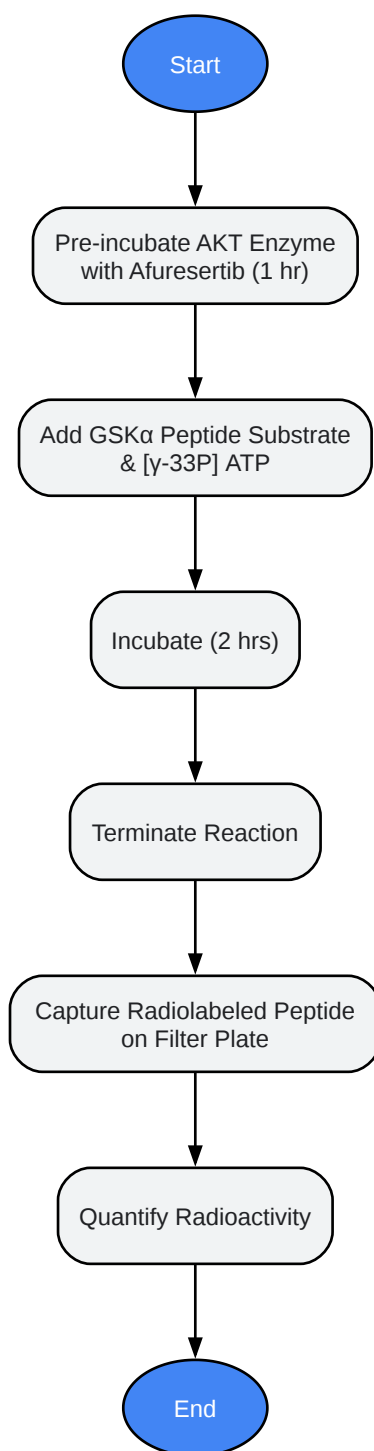 Start
Pre-incubate AKT Enzyme
with Afuresertib (1 hr)
Add GSKα Peptide Substrate
& [γ-33P] ATP
Incubate (2 hrs)
Terminate Reaction
Capture Radiolabeled Peptide
on Filter Plate
Quantify Radioactivity
End